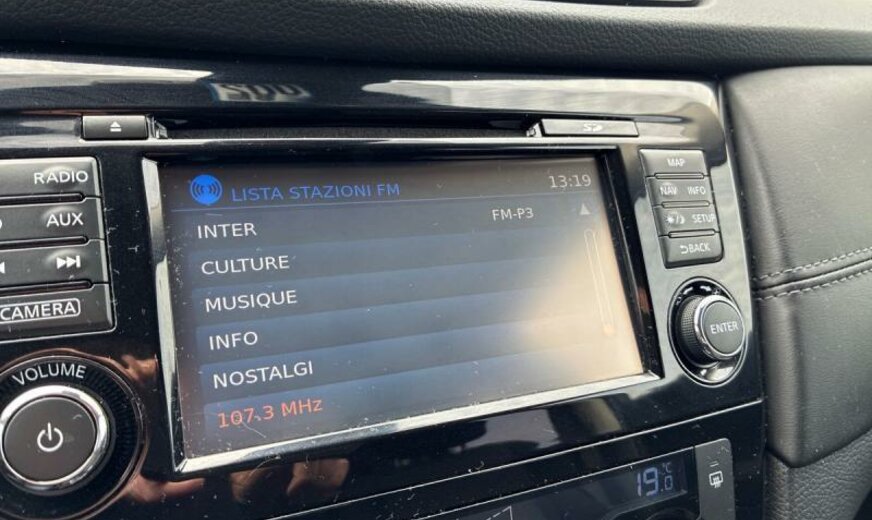 SD
RADIO
AUX
CAMERA
VOLUME
LISTA STAZIONI FM
13:19
INTER
FM-P3
CULTURE
MUSIQUE
INFO
NOSTALGI
107.3 MHz
MAP
NAV
INFO
SETUP
BACK
ENTER
19.0
°C